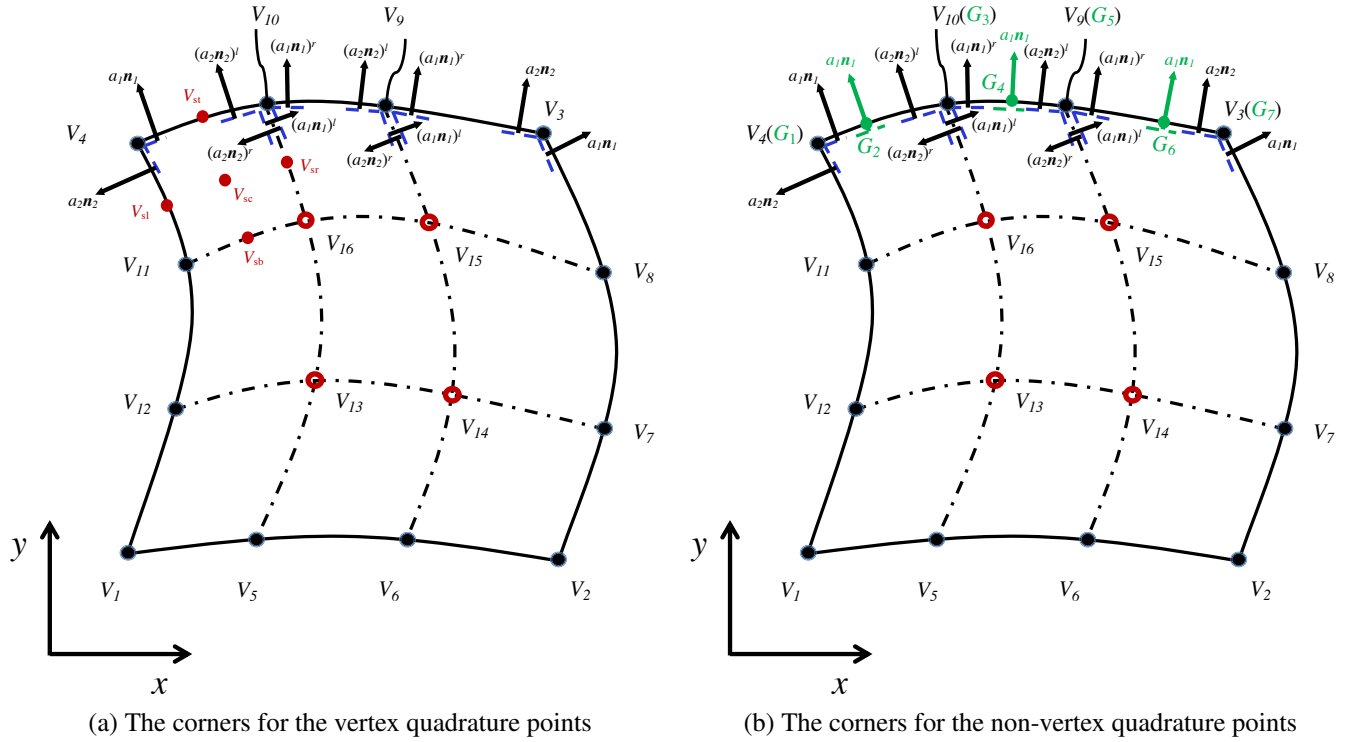 V10 V9
(a2n2)^l (a1n1)^r (a2n2)^l (a1n1)^r
a1n1 a2n2
Vst
V4 V3
(a1n1)^l (a1n1)^l
(a2n2)^r (a2n2)^r
a1n1
Vsr
a2n2 Vsl Vsc
V16 V15
V11 Vsb V8
V12 V13 V14 V7
y
V1 V5 V6 V2
x
(a) The corners for the vertex quadrature points
V10(G3) V9(G5)
a1n1
(a2n2)^l (a1n1)^r (a2n2)^l (a1n1)^r
a1n1 a1n1 a1n1 a2n2
G4
V4(G1) V3(G7)
G2 (a1n1)^l (a1n1)^l G6
(a2n2)^r (a2n2)^r
a1n1
a2n2
V16 V15
V11 V8
V12 V13 V14 V7
y
V1 V5 V6 V2
x
(b) The corners for the non-vertex quadrature points